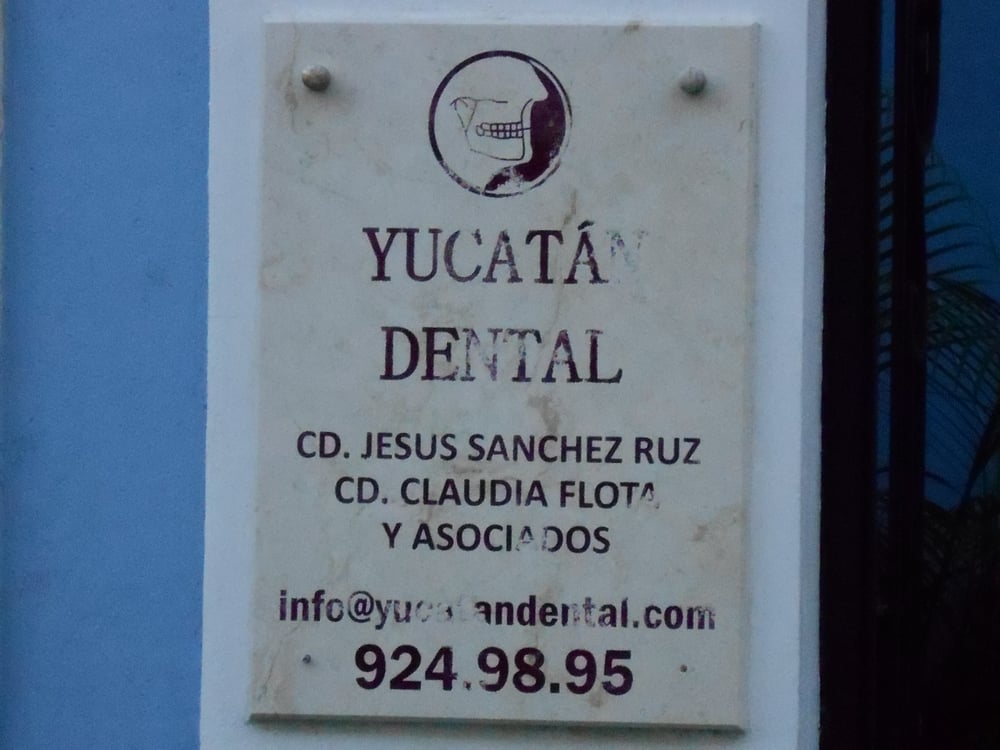 YUCATÁN
DENTAL
CD. JESUS SANCHEZ RUZ
CD. CLAUDIA FLOTA
Y ASOCIADOS
info@yucatandental.com
924.98.95